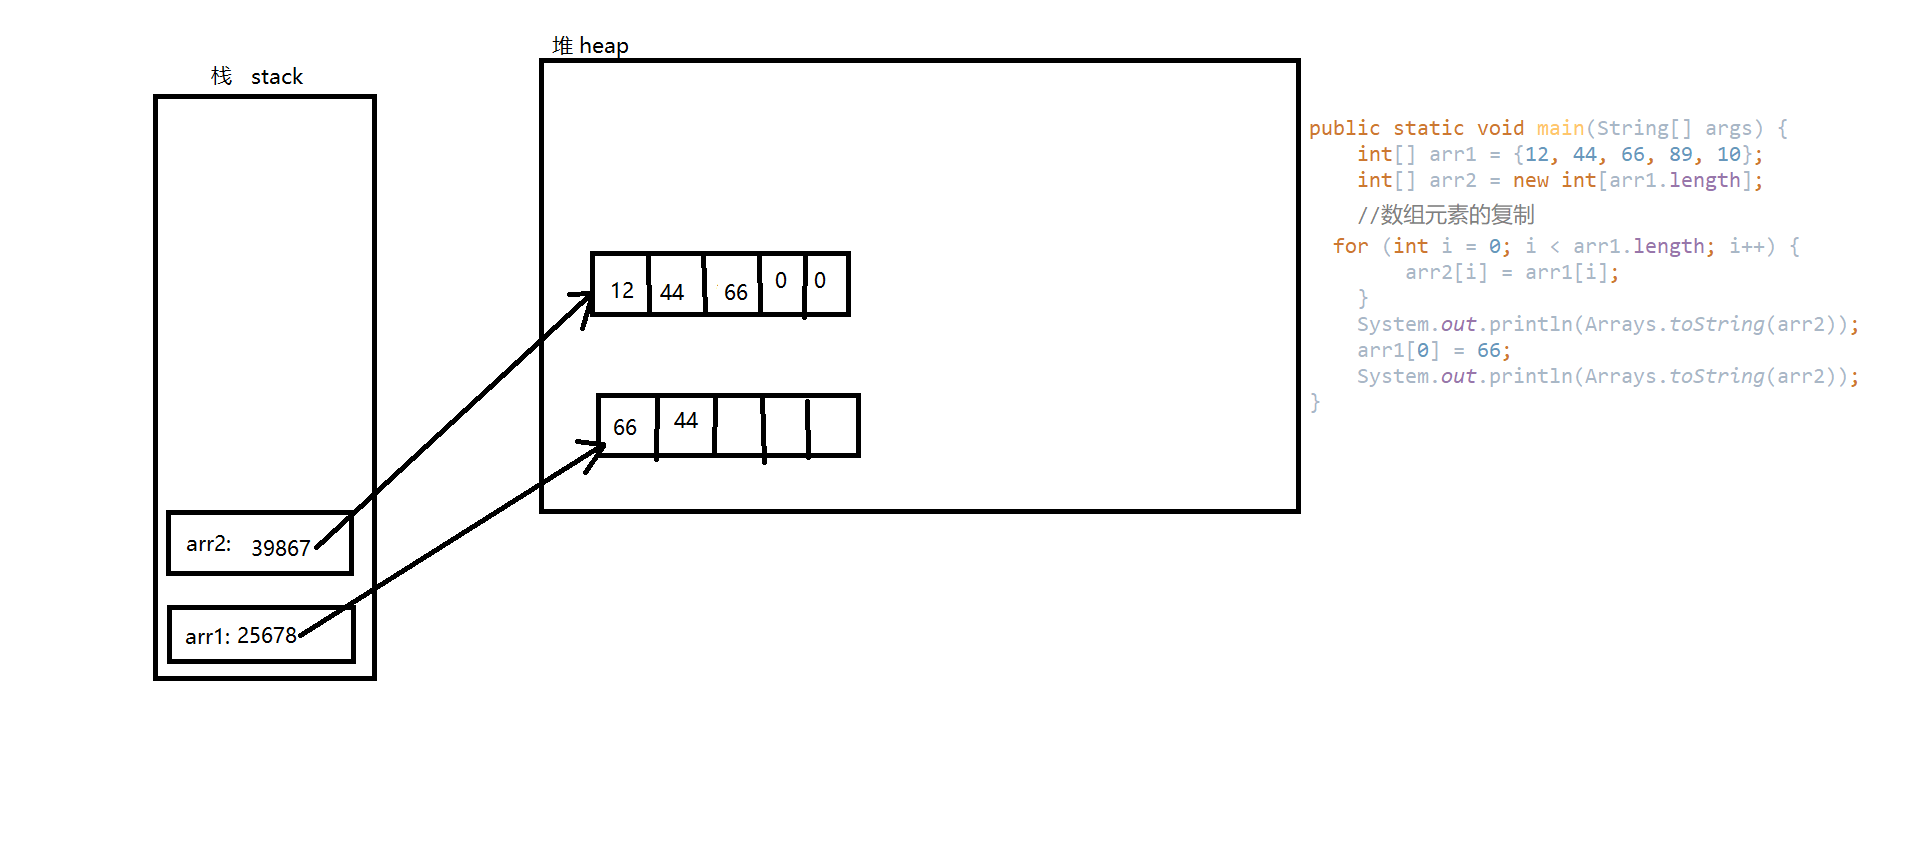 堆 heap
栈 stack
12 44 66 0 0
66 44
arr2: 39867
arr1: 25678
public static void main(String[] args) {
    int[] arr1 = {12, 44, 66, 89, 10};
    int[] arr2 = new int[arr1.length];
    //数组元素的复制
  for (int i = 0; i < arr1.length; i++) {
        arr2[i] = arr1[i];
    }
    System.out.println(Arrays.toString(arr2));
    arr1[0] = 66;
    System.out.println(Arrays.toString(arr2));
}